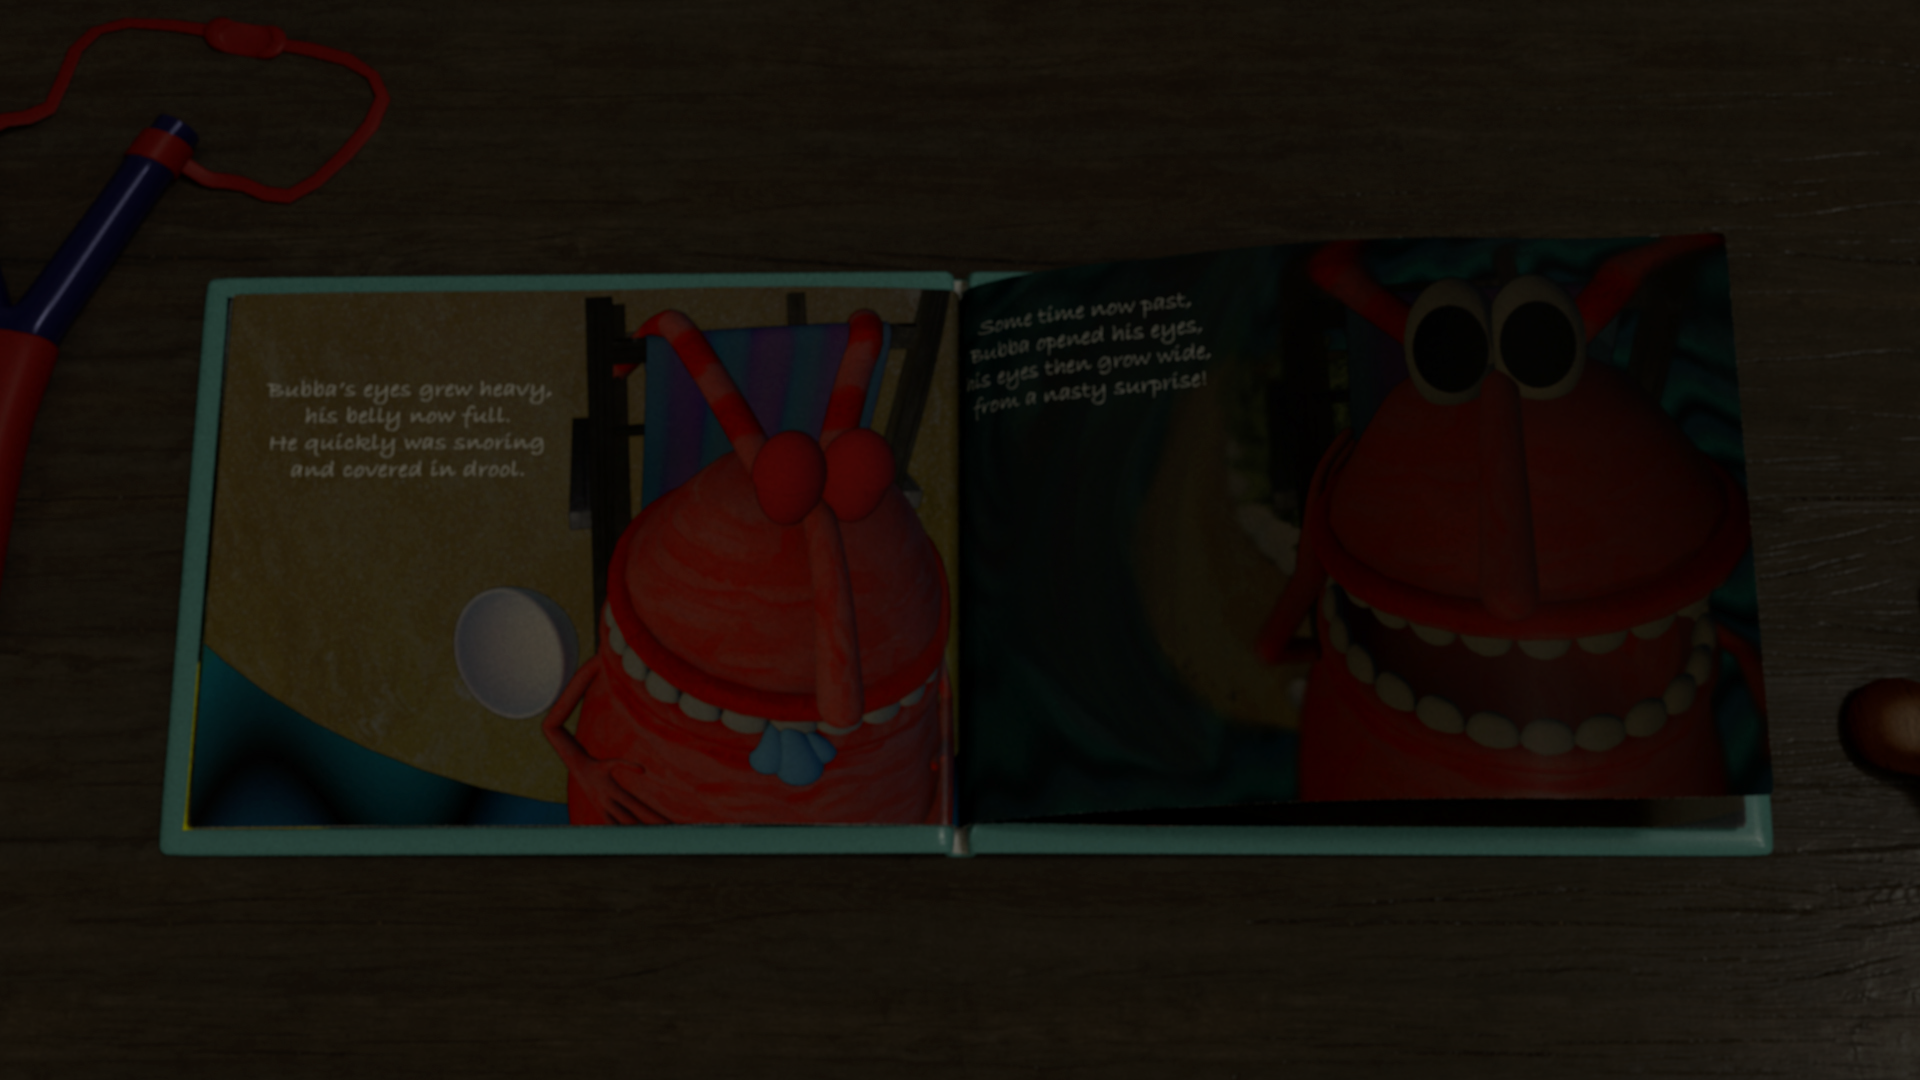 Bubba's eyes grew heavy,
his belly now full.
He quickly was snoring
and covered in drool.
Some time now past,
Bubba opened his eyes,
his eyes then grow wide,
from a nasty surprise!